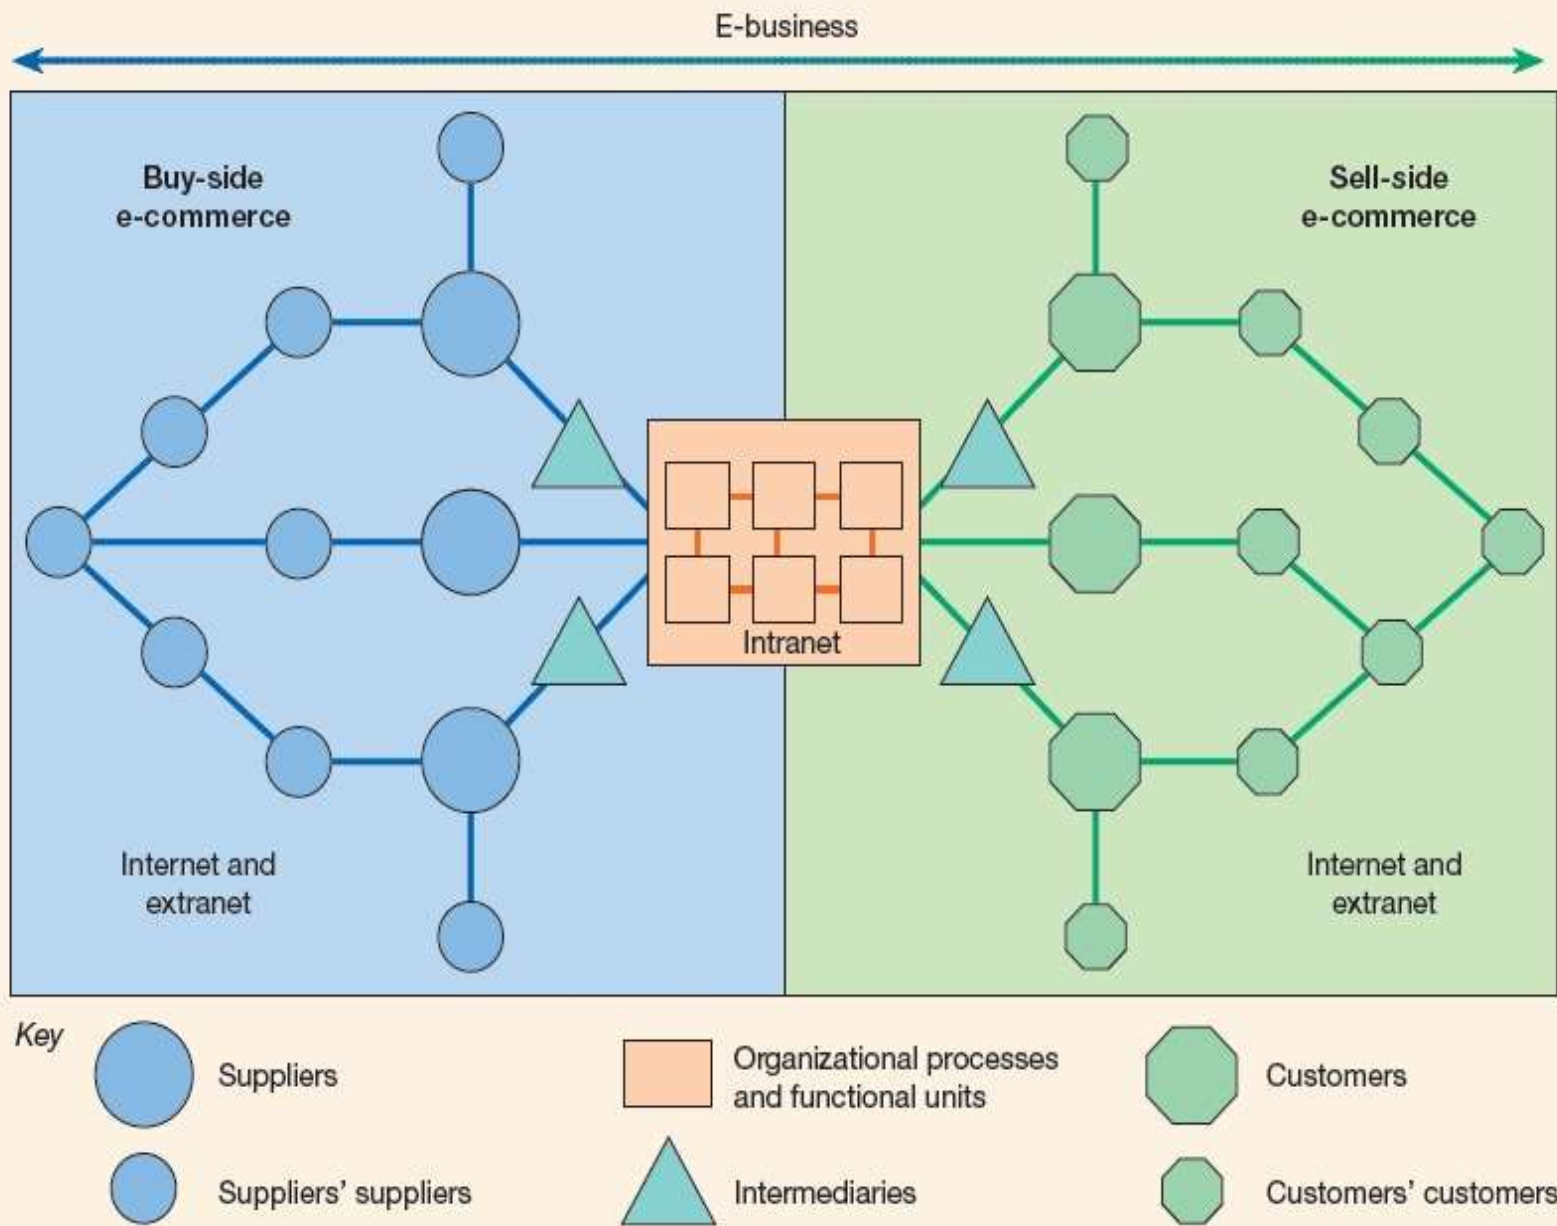 E-business
Buy-side
e-commerce
Sell-side
e-commerce
Intranet
Internet and
extranet
Internet and
extranet
Key
Suppliers
Organizational processes
and functional units
Customers
Suppliers’ suppliers
Intermediaries
Customers’ customers